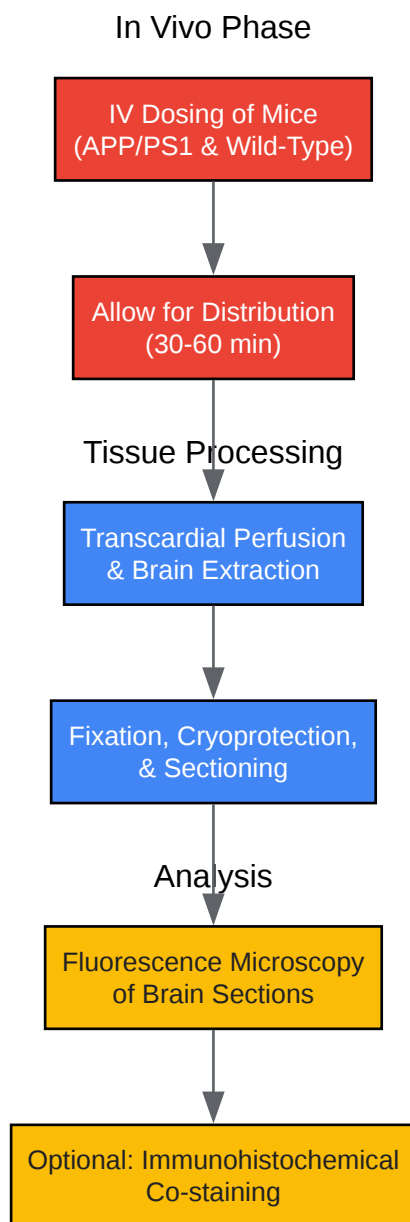 In Vivo Phase
IV Dosing of Mice
(APP/PS1 & Wild-Type)
Allow for Distribution
(30-60 min)
Tissue Processing
Transcardial Perfusion
& Brain Extraction
Fixation, Cryoprotection,
& Sectioning
Analysis
Fluorescence Microscopy
of Brain Sections
Optional: Immunohistochemical
Co-staining